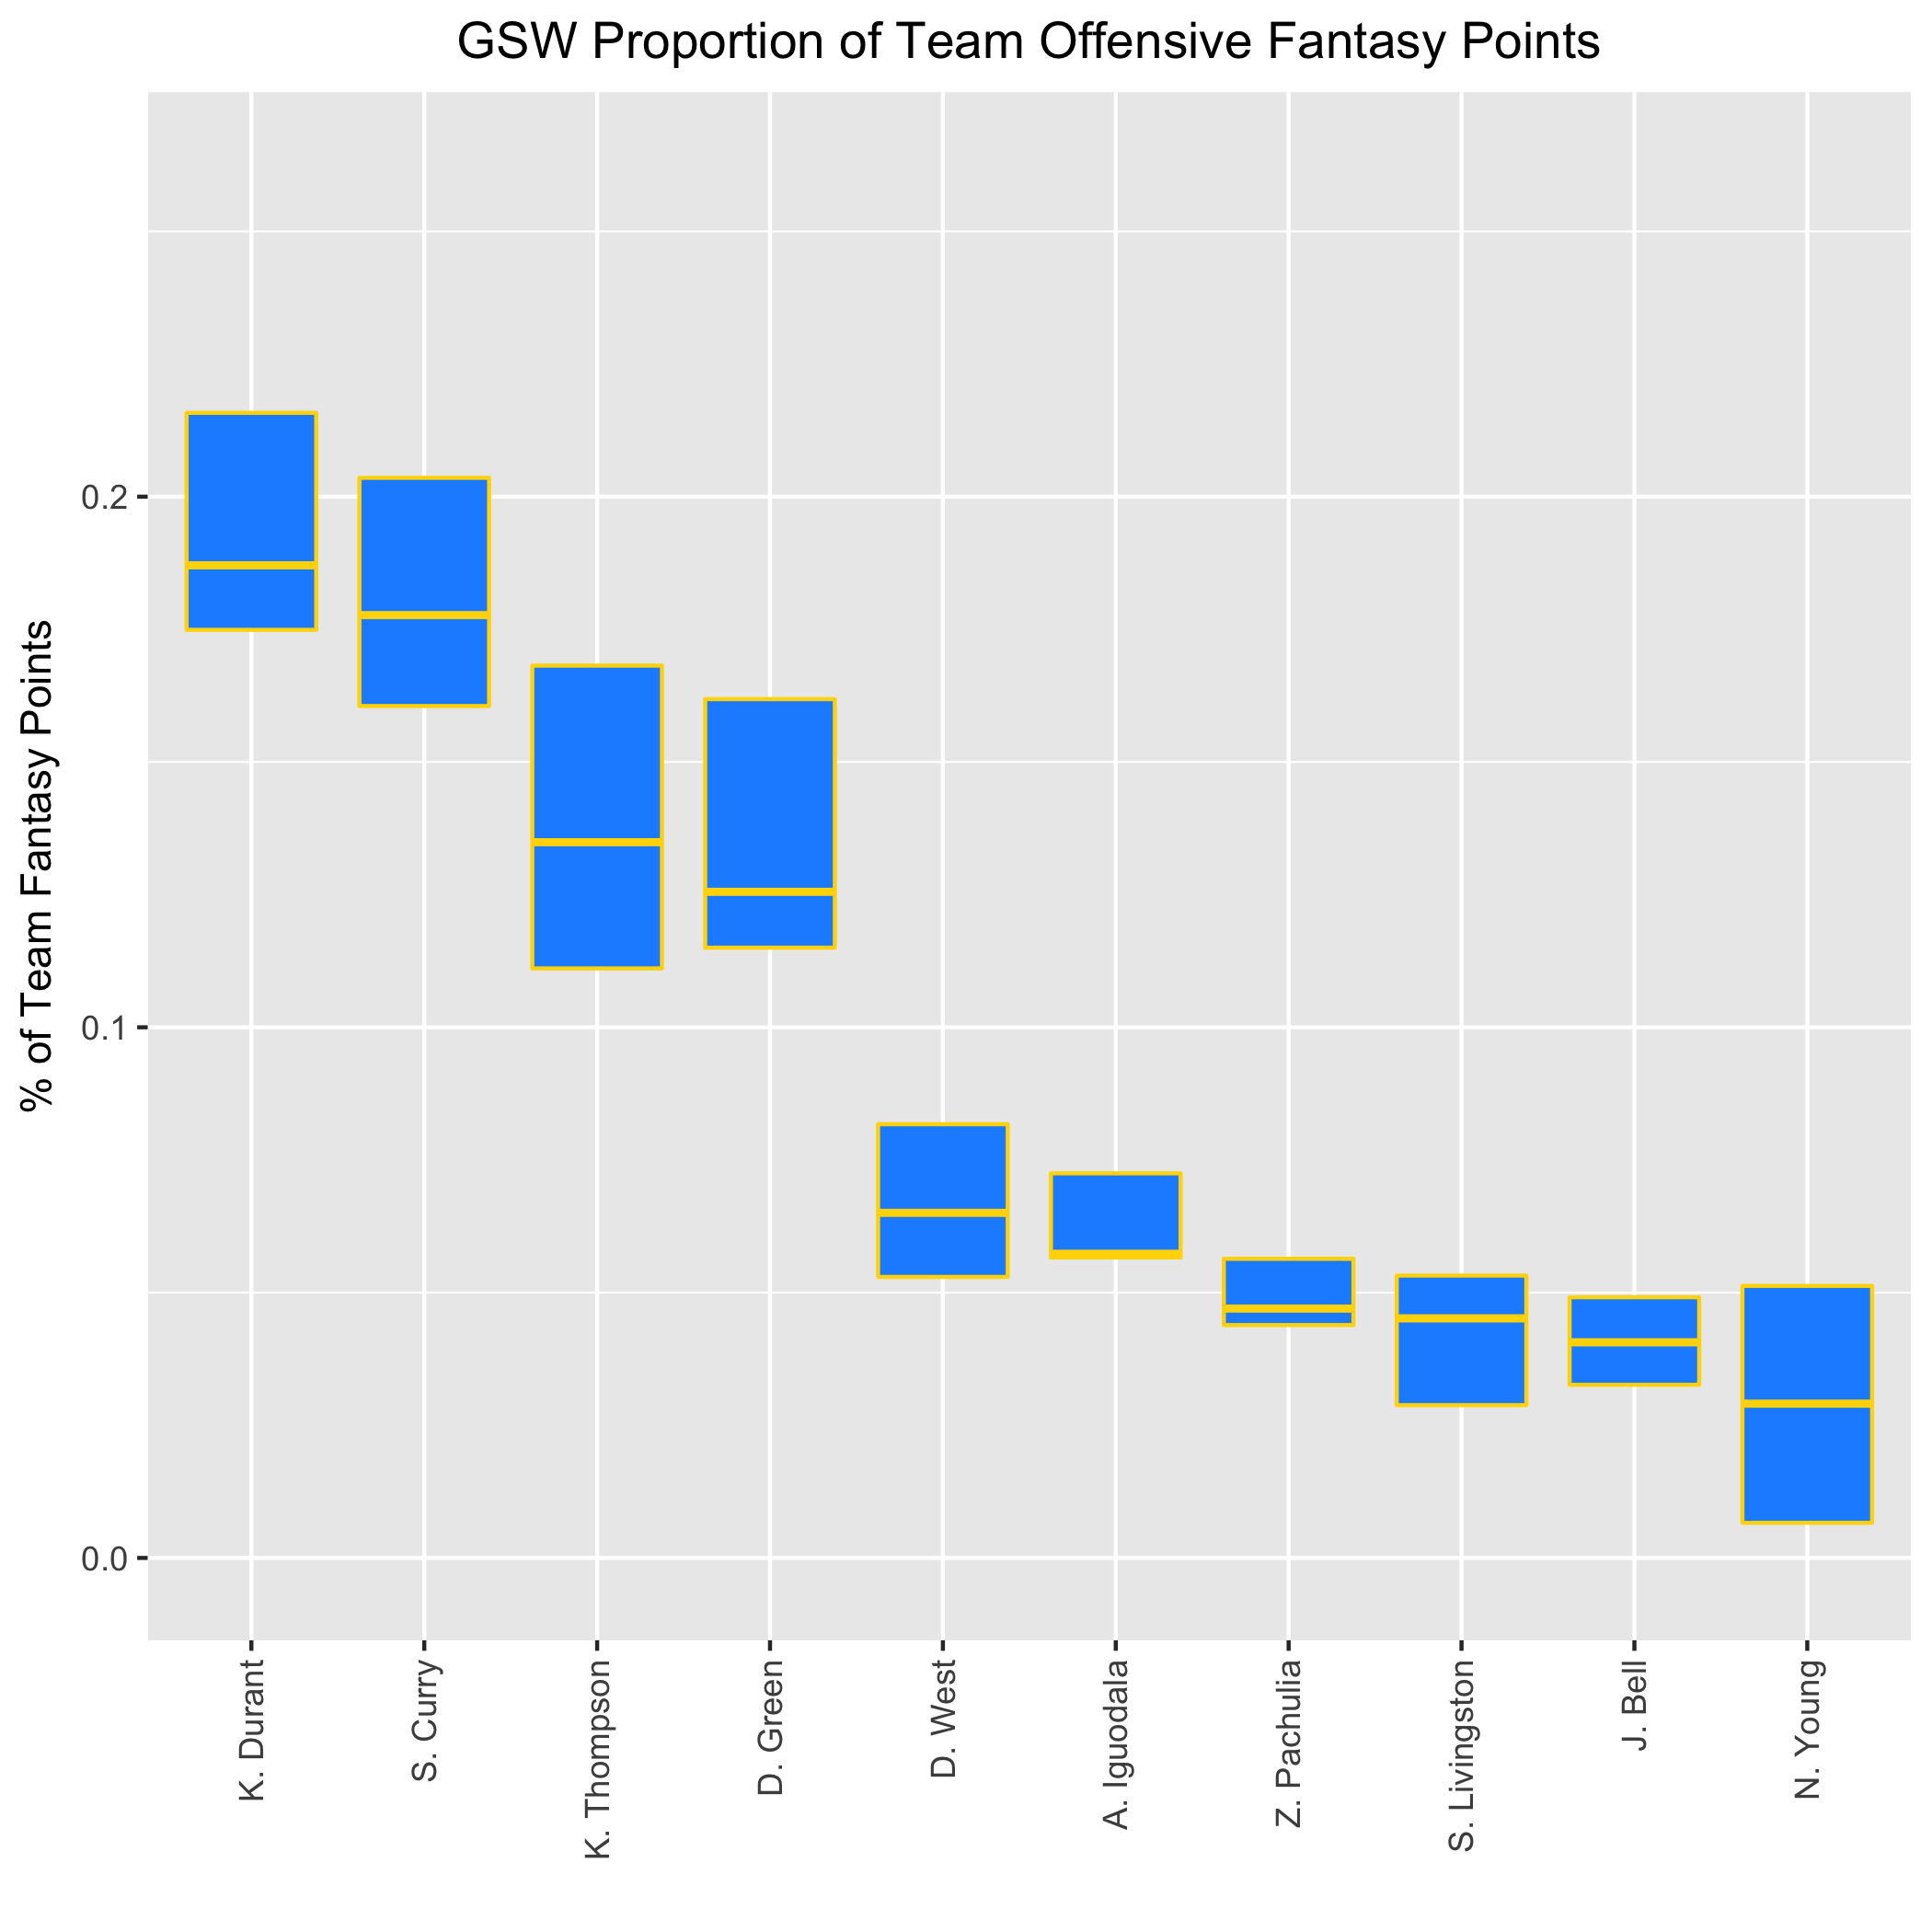 GSW Proportion of Team Offensive Fantasy Points
% of Team Fantasy Points
0.2
0.1
0.0
K. Durant
S. Curry
K. Thompson
D. Green
D. West
A. Iguodala
Z. Pachulia
S. Livingston
J. Bell
N. Young